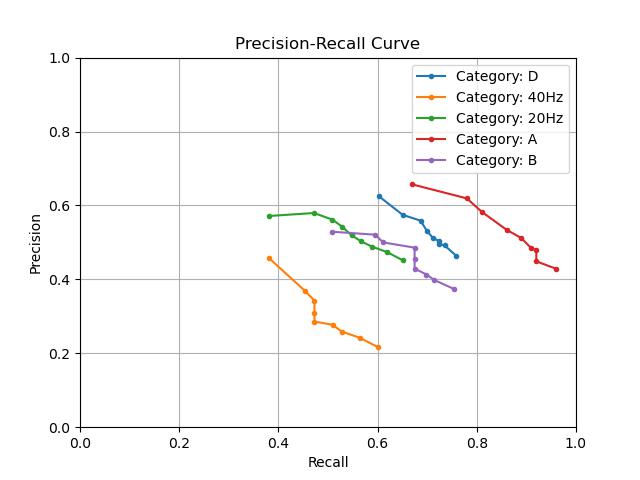 Precision-Recall Curve
1.0
0.8
0.6
0.4
0.2
0.0
Precision
Category: D
Category: 40Hz
Category: 20Hz
Category: A
Category: B
0.0 0.2 0.4 0.6 0.8 1.0
Recall